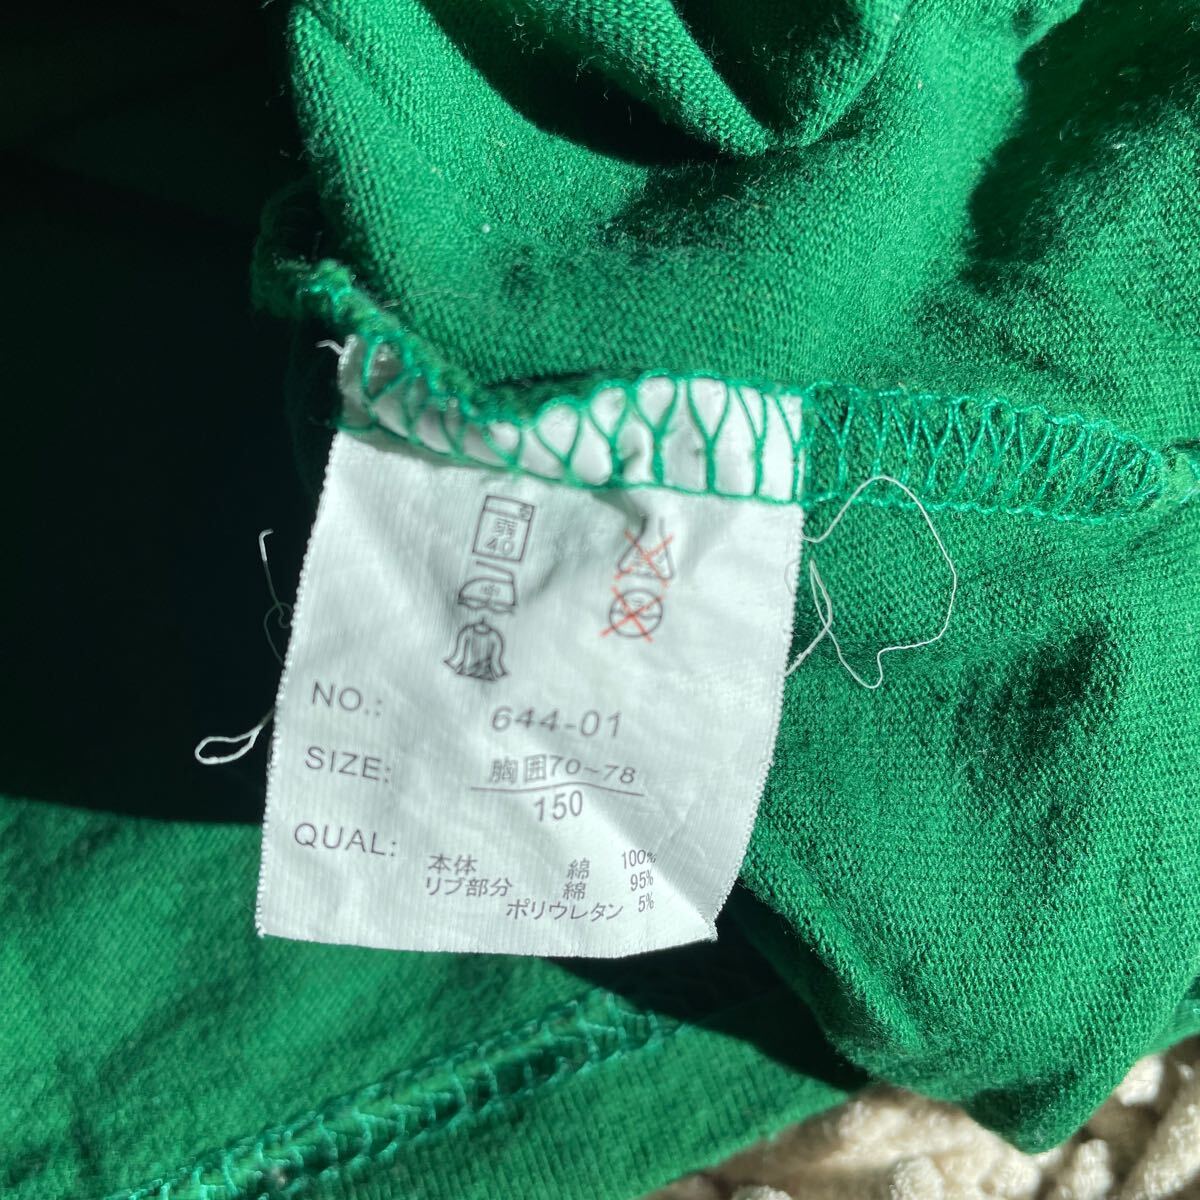 弱
40
中
NO.: 644-01
SIZE: 胸囲70~78
150
QUAL: 本体 綿 100%
リブ部分 綿 95%
ポリウレタン 5%